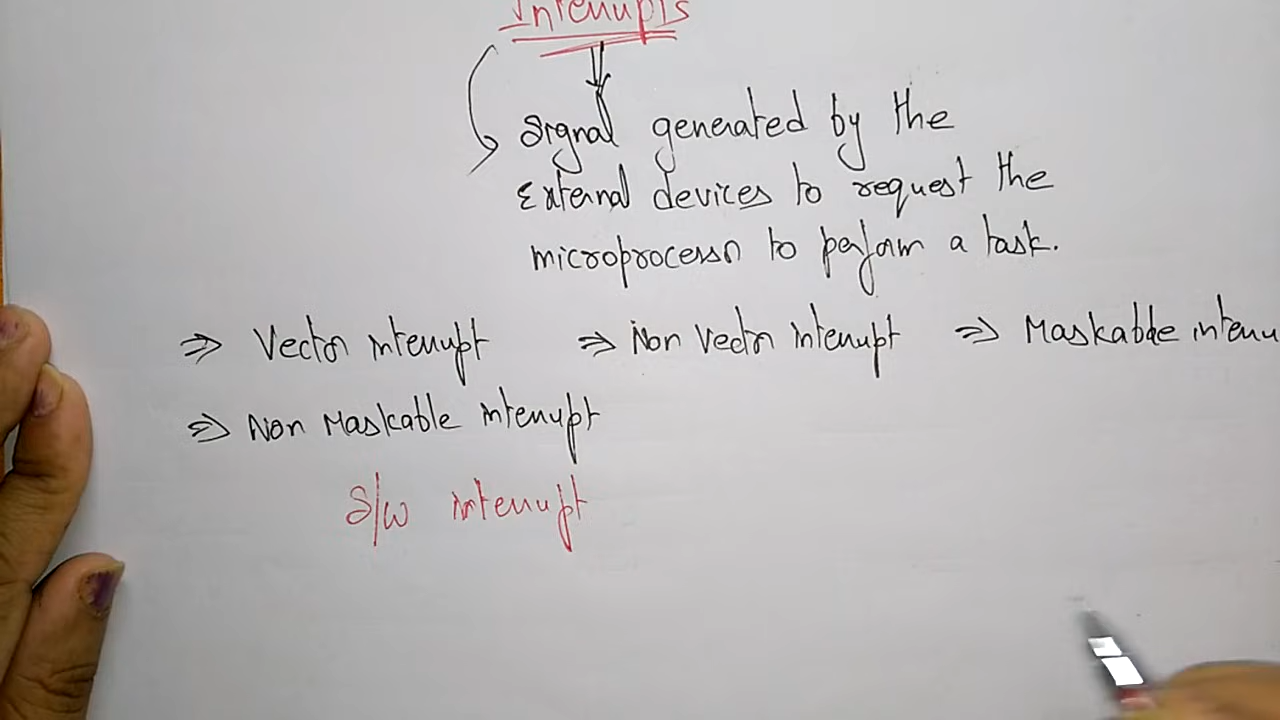 Interrupts
Signal generated by the
External devices to request the
microprocessor to perform a task.
⇒ Vector interrupt ⇒ Non Vector interrupt ⇒ Maskable interru
⇒ Non Maskable interrupt
S/w interrupt